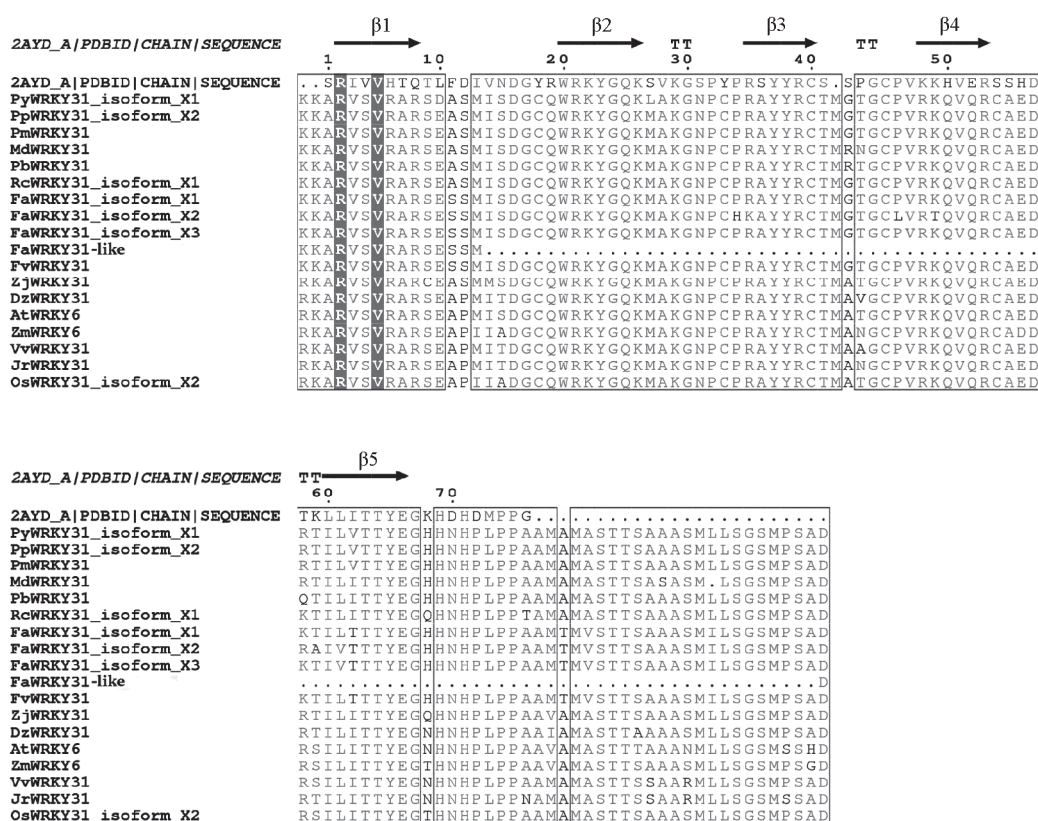 2AYD_A|PDBID|CHAIN|SEQUENCE β1 β2 TT β3 TT β4
1 10 20 30 40 50
2AYD_A|PDBID|CHAIN|SEQUENCE ..SRIVVHTQTLFDIVNDGYRWRKYGQKSVKGSPYPRSYYRCS.SPGCPVKKHVERSSHD
PyWRKY31_isoform_X1 KKARVSVRARSDASMISDGCQWRKYGQKLAKGNPCPRAYYRCTMGTGCPVRKQVQRCAED
PpWRKY31_isoform_X2 KKARVSVRARSEASMISDGCQWRKYGQKMAKGNPCPRAYYRCTMGTGCPVRKQVQRCAED
PmWRKY31 KKARVSVRARSEASMISDGCQWRKYGQKMAKGNPCPRAYYRCTMGTGCPVRKQVQRCAED
MdWRKY31 KKARVSVRARSEASMISDGCQWRKYGQKMAKGNPCPRAYYRCTMRNGCPVRKQVQRCAED
PbWRKY31 KKARVSVRARSEASMISDGCQWRKYGQKMAKGNPCPRAYYRCTMRTGCPVRKQVQRCAED
RcWRKY31_isoform_X1 KKARVSVRARSEASMISDGCQWRKYGQKMAKGNPCPRAYYRCTMGTGCPVRKQVQRCAED
FaWRKY31_isoform_X1 KKARVSVRARSESSMISDGCQWRKYGQKMAKGNPCPRAYYRCTMGTGCPVRKQVQRCAED
FaWRKY31_isoform_X2 KKARVSVRARSESSMISDGCQWRKYGQKMAKGNPCHKAYYRCTMGTGCLVRTQVQRCAED
FaWRKY31_isoform_X3 KKARVSVRARSESSMISDGCQWRKYGQKMAKGNPCPRAYYRCTMGTGCPVRKQVQRCAED
FaWRKY31-like KKARVSVRARSESSM.............................................
FvWRKY31 KKARVSVRARSESSMISDGCQWRKYGQKMAKGNPCPRAYYRCTMGTGCPVRKQVQRCAED
ZjWRKY31 RKARVSVRARCEASMMSDGCQWRKYGQKMAKGNPCPRAYYRCTMATGCPVRKQVQRCAED
DzWRKY31 RKARVSVRARSEAPMITDGCQWRKYGQKMAKGNPCPRAYYRCTMAVGCPVRKQVQRCAED
AtWRKY6 RKARVSVRARSEAPMISDGCQWRKYGQKMAKGNPCPRAYYRCTMATGCPVRKQVQRCAED
ZmWRKY6 RKARVSVRARSEAPIIADGCQWRKYGQKMAKGNPCPRAYYRCTMANGCPVRKQVQRCADD
VvWRKY31 RKARVSVRARSEAPMITDGCQWRKYGQKMAKGNPCPRAYYRCTMAAGCPVRKQVQRCAED
JrWRKY31 RKARVSVRARSEAPMITDGCQWRKYGQKMAKGNPCPRAYYRCTMANGCPVRKQVQRCAED
OsWRKY31_isoform_X2 RKARVSVRARSEAPIIADGCQWRKYGQKMAKGNPCPRAYYRCTMATGCPVRKQVQRCAED
2AYD_A|PDBID|CHAIN|SEQUENCE TT β5
60 70
2AYD_A|PDBID|CHAIN|SEQUENCE TKLLITTYEGKHDHDMPPG........................
PyWRKY31_isoform_X1 RTILVTTYEGHHNHPLPPAAMAMASTTSAAASMLLSGSMPSAD
PpWRKY31_isoform_X2 RTILVTTYEGHHNHPLPPAAMAMASTTSAAASMLLSGSMPSAD
PmWRKY31 RTILVTTYEGHHNHPLPPAAMAMASTTSAAASMLLSGSMPSAD
MdWRKY31 RTILITTYEGHHNHPLPPAAMAMASTTSASASM.LSGSMPSAD
PbWRKY31 QTILITTYEGHHNHPLPPAAMAMASTTSAAASMLLSGSMPSAD
RcWRKY31_isoform_X1 KTILITTYEGQHNHPLPPTAMAMASTTSAAASMLLSGSMPSAD
FaWRKY31_isoform_X1 KTILTTTYEGHHNHPLPPAAMTMVSTTSAAASMILSGSMPSAD
FaWRKY31_isoform_X2 RAIVTTTYEGHHNHPLPPAAMTMVSTTSAAASMILSGSMPSAD
FaWRKY31_isoform_X3 KTIVTTTYEGHHNHPLPPAAMTMVSTTSAAASMILSGSMPSAD
FaWRKY31-like ..........................................D
FvWRKY31 KTILTTTYEGHHNHPLPPAAMTMVSTTSAAASMILSGSMPSAD
ZjWRKY31 RTILITTYEGQHNHPLPPAAVAMASTTSAAASMLLSGSMPSAD
DzWRKY31 RTILITTYEGNHNHPLPPAAIAMASTTAAAASMLLSGSMPSAD
AtWRKY6 RSILITTYEGNHNHPLPPAAVAMASTTTAAANMLLSGSMSSHD
ZmWRKY6 RSILITTYEGTHNHPLPPAAMAMASTTSAAASMLLSGSMPSGD
VvWRKY31 RSILITTYEGNHNHPLPPAAMAMASTTSSAARMLLSGSMPSAD
JrWRKY31 RTILITTYEGNHNHPLPPNAMAMASTTSSAARMLLSGSMSSAD
OsWRKY31_isoform_X2 RSILITTYEGTHNHPLPPAAMAMASTTSAAASMLLSGSMPSAD